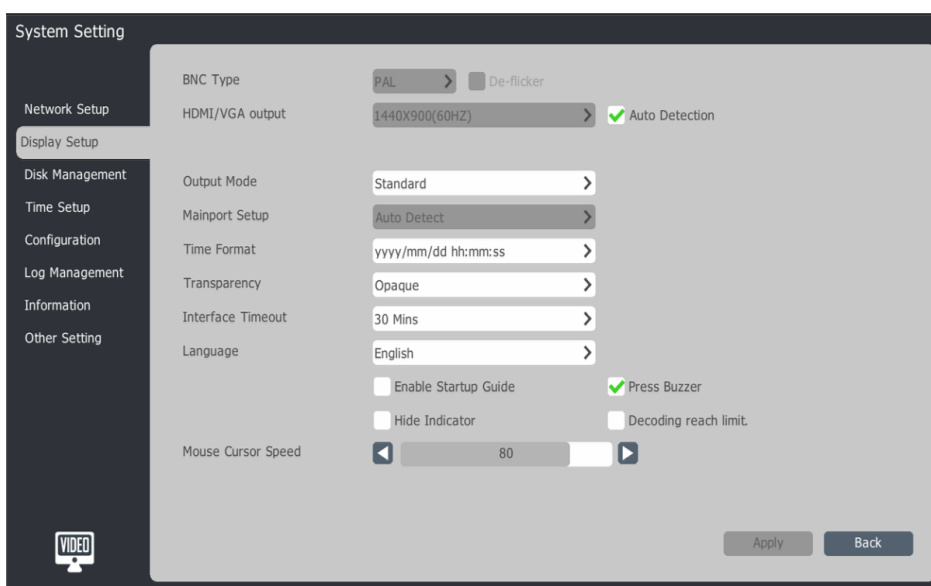 System Setting
Network Setup
Display Setup
Disk Management
Time Setup
Configuration
Log Management
Information
Other Setting
VIDEO
BNC Type PAL De-flicker
HDMI/VGA output 1440X900(60HZ) Auto Detection
Output Mode Standard
Mainport Setup Auto Detect
Time Format yyyy/mm/dd hh:mm:ss
Transparency Opaque
Interface Timeout 30 Mins
Language English
Enable Startup Guide Press Buzzer
Hide Indicator Decoding reach limit.
Mouse Cursor Speed 80
Apply Back